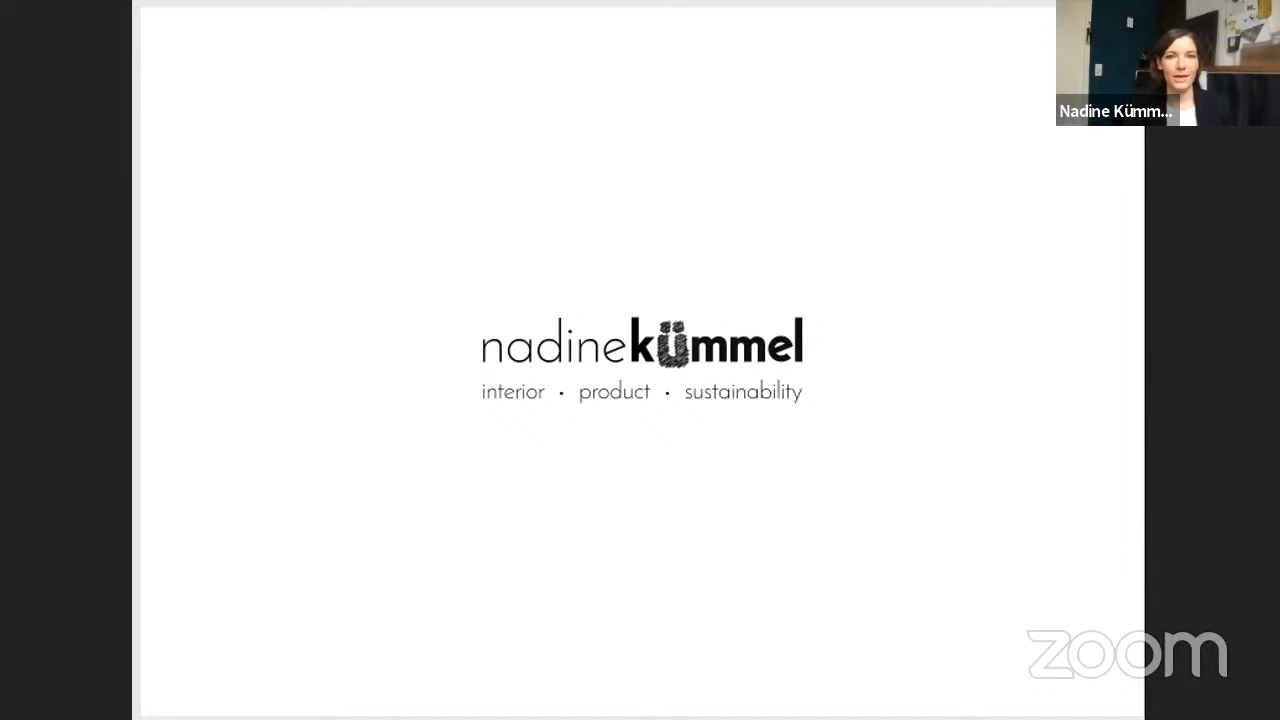 Nadine Kümm...
nadinekümmel
interior • product • sustainability
zoom